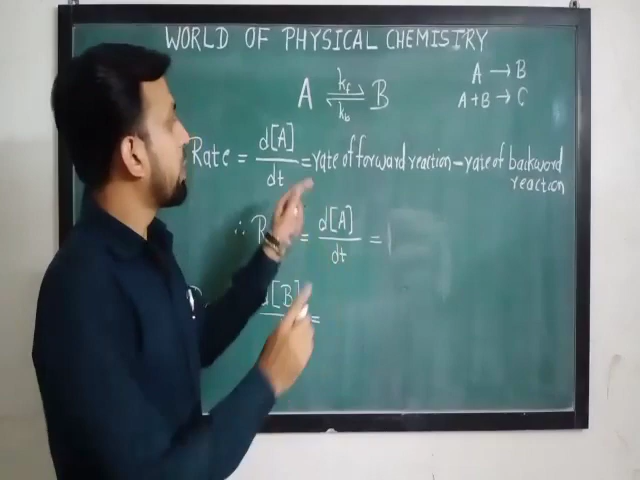 WORLD OF PHYSICAL CHEMISTRY
A → B
A + B → C
A ⇌ B
kf
kb
Rate = d[A]/dt = rate of forward reaction - rate of backword reaction
∴ R = d[A]/dt =
d[B] =